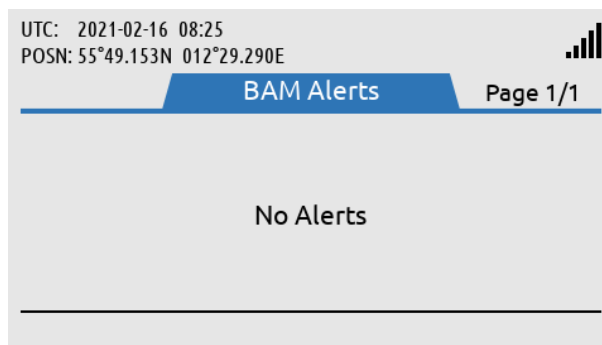 UTC: 2021-02-16 08:25
POSN: 55°49.153N 012°29.290E
BAM Alerts
Page 1/1
No Alerts